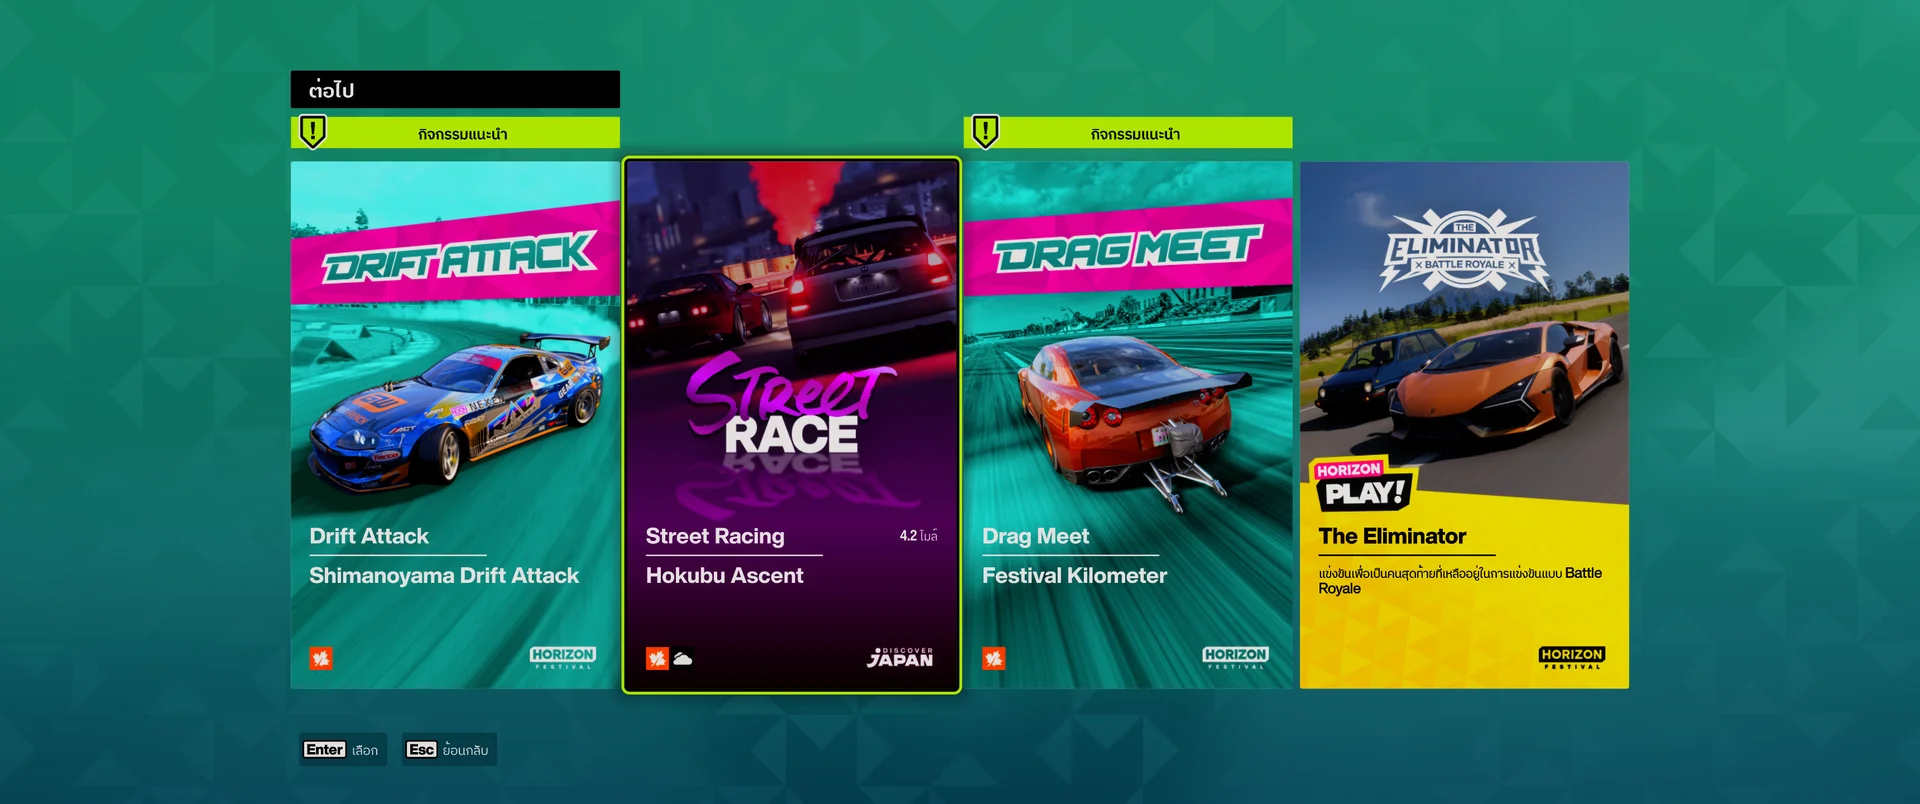 ต่อไป
กิจกรรมแนะนำ
กิจกรรมแนะนำ
DRIFT ATTACK
Drift Attack
Shimanoyama Drift Attack
HORIZON
FESTIVAL
STREET
RACE
Street Racing
4.2 ไมล์
Hokubu Ascent
DISCOVER
JAPAN
DRAG MEET
Drag Meet
Festival Kilometer
HORIZON
FESTIVAL
THE
ELIMINATOR
× BATTLE ROYALE ×
HORIZON
PLAY!
The Eliminator
แข่งขันเพื่อเป็นคนสุดท้ายที่เหลืออยู่ในการแข่งขันแบบ Battle
Royale
HORIZON
FESTIVAL
Enter เลือก
Esc ย้อนกลับ